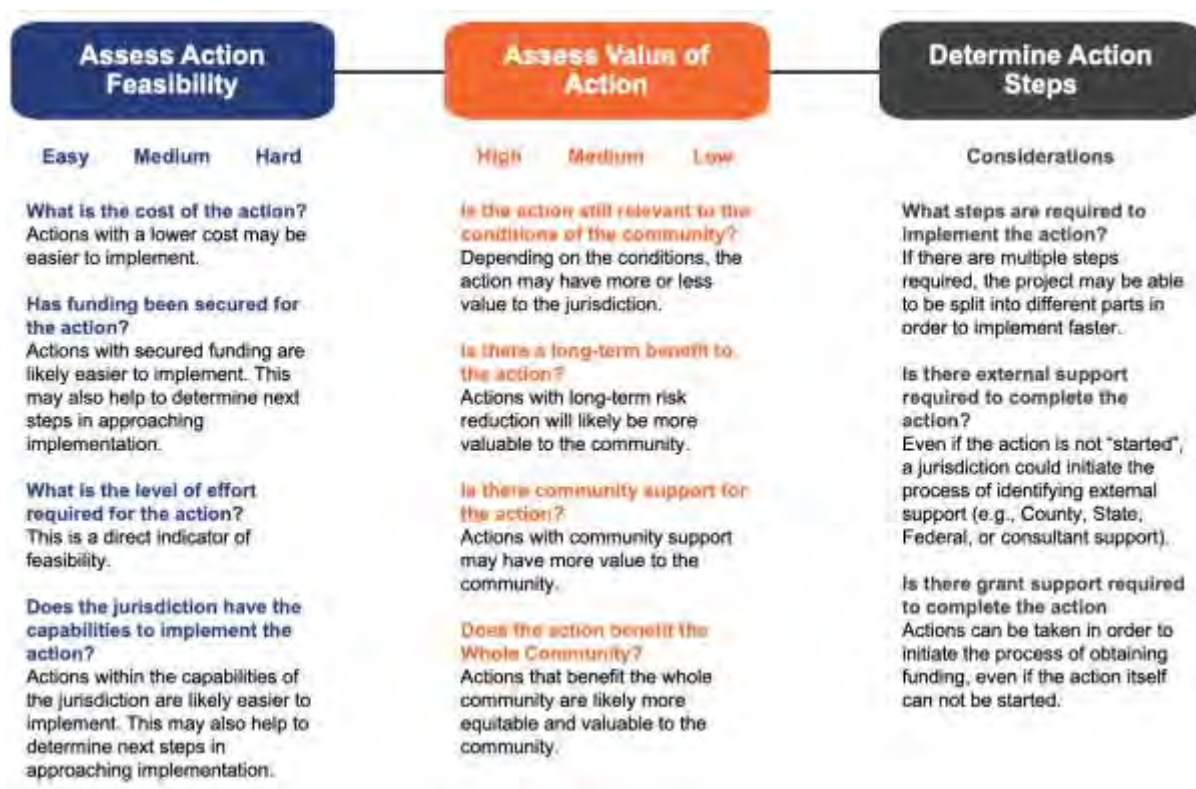 Assess Action
Feasibility
Easy Medium Hard
What is the cost of the action?
Actions with a lower cost may be
easier to implement.
Has funding been secured for
the action?
Actions with secured funding are
likely easier to implement. This
may also help to determine next
steps in approaching
implementation.
What is the level of effort
required for the action?
This is a direct indicator of
feasibility.
Does the jurisdiction have the
capabilities to implement the
action?
Actions within the capabilities of
the jurisdiction are likely easier to
implement. This may also help to
determine next steps in
approaching implementation.
Assess Value of
Action
High Medium Low
Is the action still relevant to the
conditions of the community?
Depending on the conditions, the
action may have more or less
value to the jurisdiction.
Is there a long-term benefit to
the action?
Actions with long-term risk
reduction will likely be more
valuable to the community.
Is there community support for
the action?
Actions with community support
may have more value to the
community.
Does the action benefit the
Whole Community?
Actions that benefit the whole
community are likely more
equitable and valuable to the
community.
Determine Action
Steps
Considerations
What steps are required to
implement the action?
If there are multiple steps
required, the project may be able
to be split into different parts in
order to implement faster.
Is there external support
required to complete the
action?
Even if the action is not “started”,
a jurisdiction could initiate the
process of identifying external
support (e.g., County, State,
Federal, or consultant support).
Is there grant support required
to complete the action
Actions can be taken in order to
initiate the process of obtaining
funding, even if the action itself
can not be started.